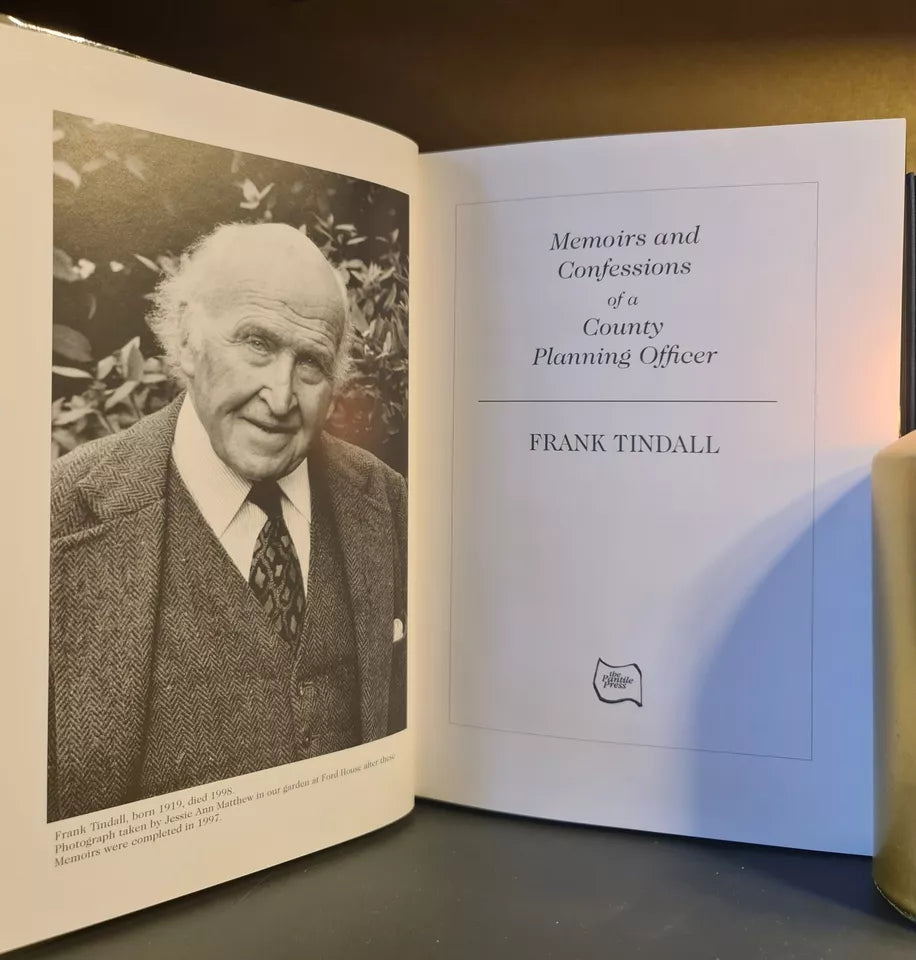 Frank Tindall, born 1919, died 1998.
Photograph taken by Jessie Ann Matthew in our garden at Ford House after these
Memoirs were completed in 1997.
Memoirs and
Confessions
of a
County
Planning Officer
FRANK TINDALL
the
Pantile
Press